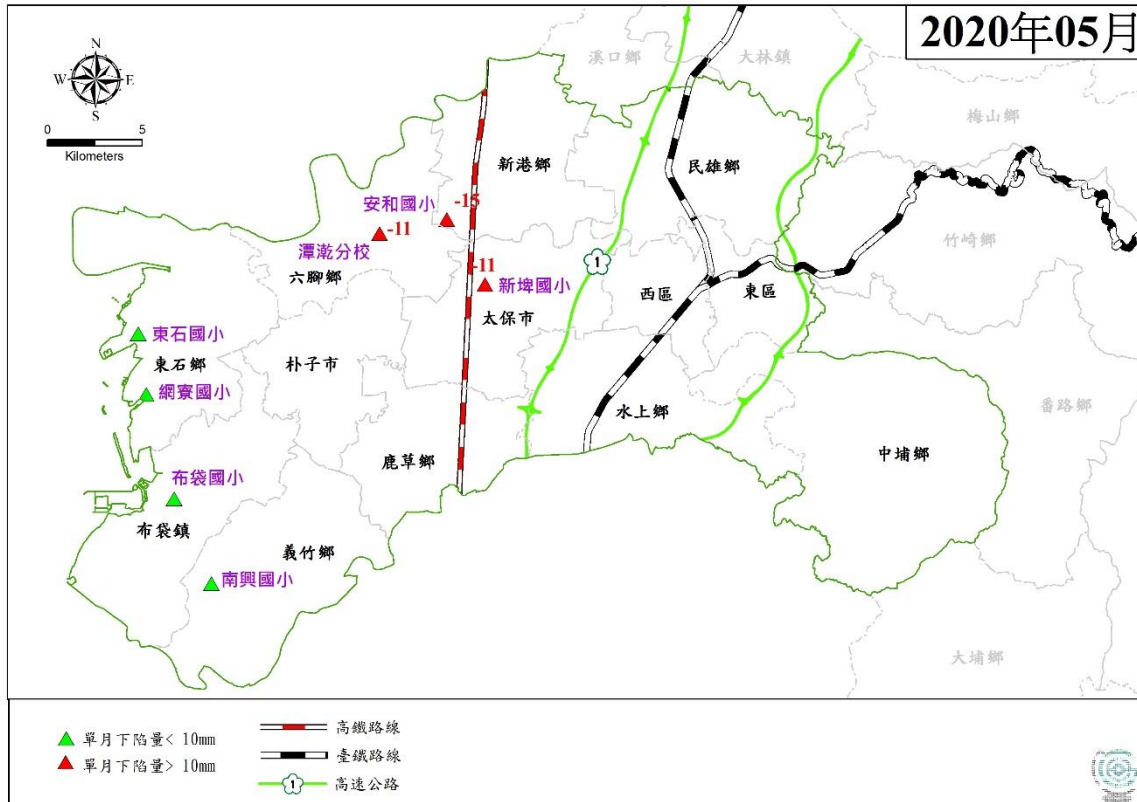 2020年05月
N
W E
S
0 5
Kilometers
溪口鄉
大林鎮
梅山鄉
新港鄉
民雄鄉
安和國小
-15
-11
潭漧分校
六腳鄉
竹崎鄉
-11
新埤國小
1
西區
東區
太保市
東石國小
東石鄉
朴子市
網寮國小
水上鄉
番路鄉
鹿草鄉
中埔鄉
布袋國小
布袋鎮
義竹鄉
南興國小
大埔鄉
單月下陷量< 10mm
單月下陷量> 10mm
高鐵路線
臺鐵路線
1 高速公路